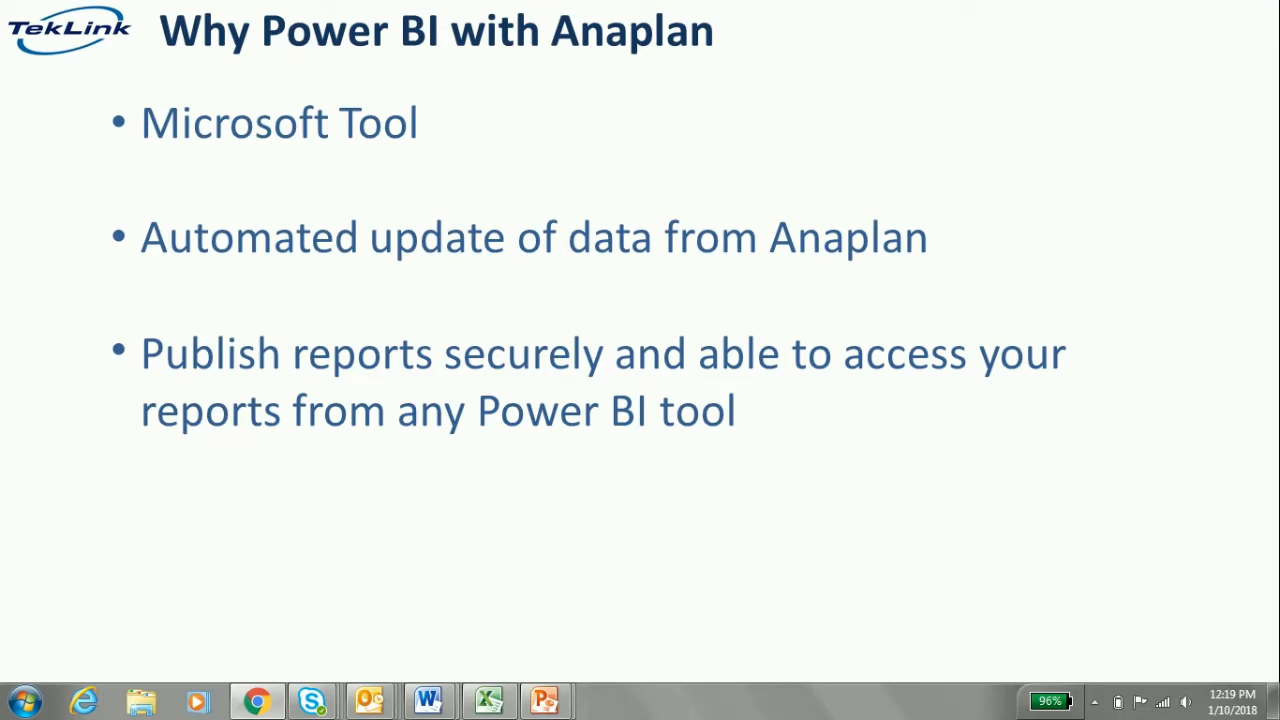 TEKLINK
Why Power BI with Anaplan
• Microsoft Tool
• Automated update of data from Anaplan
• Publish reports securely and able to access your
reports from any Power BI tool
96%
12:19 PM
1/10/2018